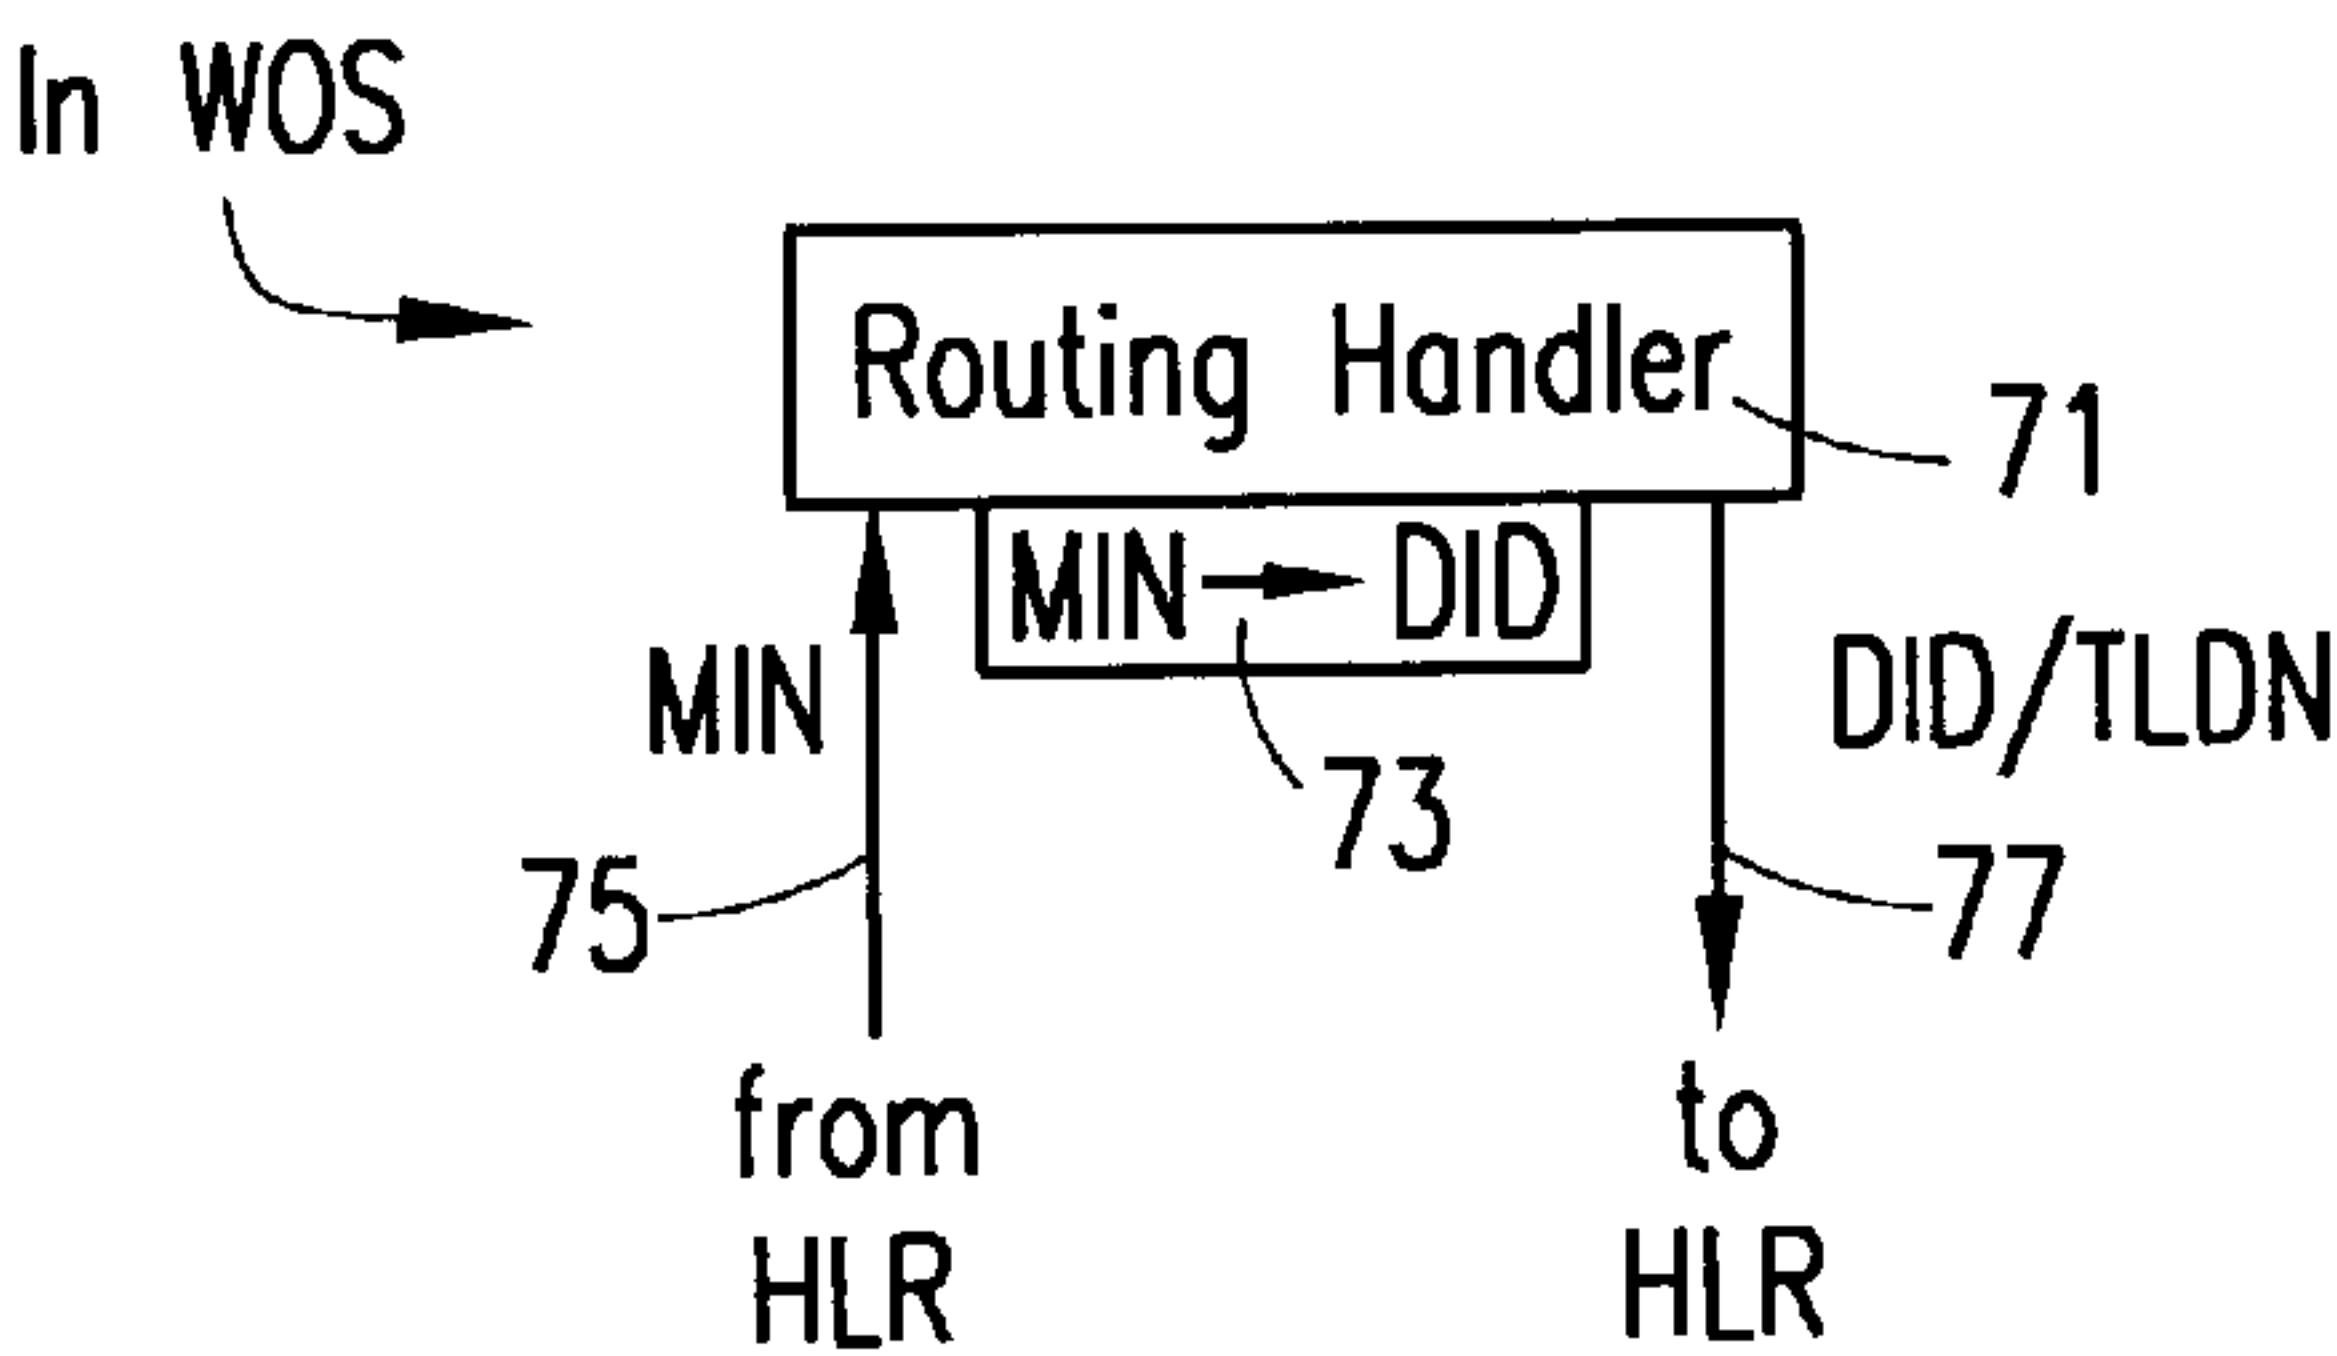 In WOS
Routing Handler
71
MIN → DID
MIN
DID/TLDN
73
75
77
from
HLR
to
HLR